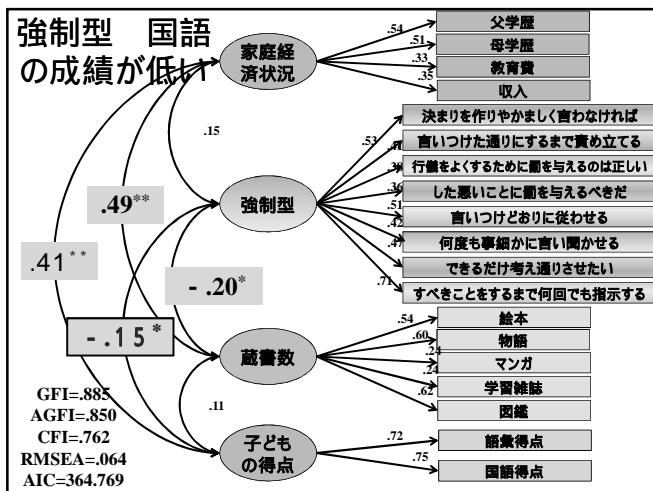 強制型 国語
の成績が低い
家庭経
済状況
強制型
蔵書数
子ども
の得点
.15
.49**
.41**
- .20*
-.15*
.11
.54
.51
.33
.35
父学歴
母学歴
教育費
収入
.53
.39
.36
.51
.42
.71
決まりを作りやかましく言わなければ
言いつけた通りにするまで責め立てる
行儀をよくするために罰を与えるのは正しい
した悪いことに罰を与えるべきだ
言いつけどおりに従わせる
何度も事細かに言い聞かせる
できるだけ考え通りさせたい
すべきことをするまで何回でも指示する
.54
.60
.24
.24
.62
絵本
物語
マンガ
学習雑誌
図鑑
.72
.75
語彙得点
国語得点
GFI=.885
AGFI=.850
CFI=.762
RMSEA=.064
AIC=364.769